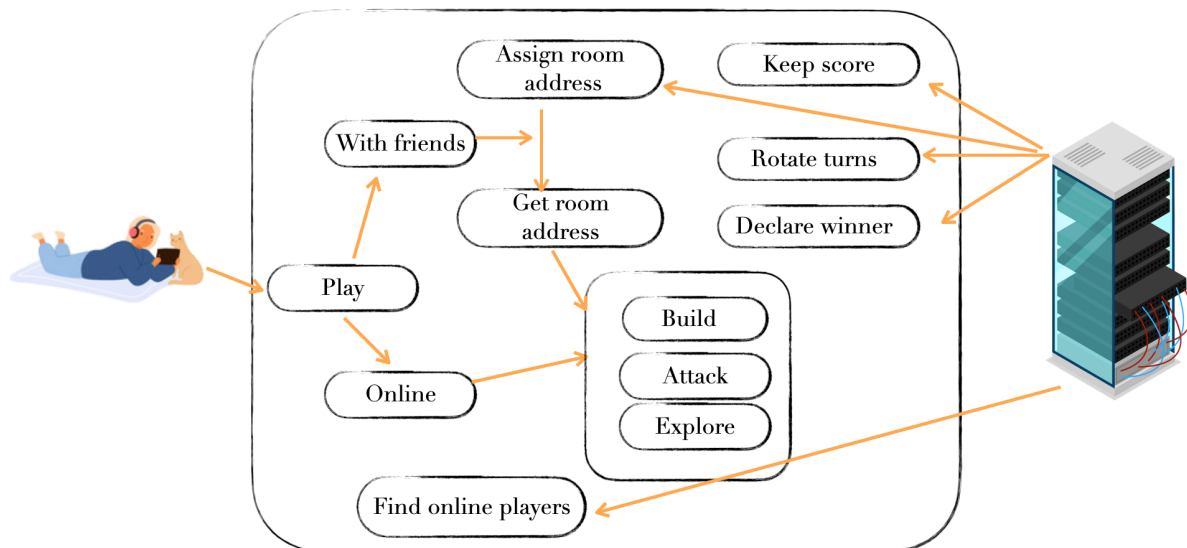 Assign room
address
Keep score
With friends
Rotate turns
Get room
address
Declare winner
Play
Build
Attack
Online
Explore
Find online players